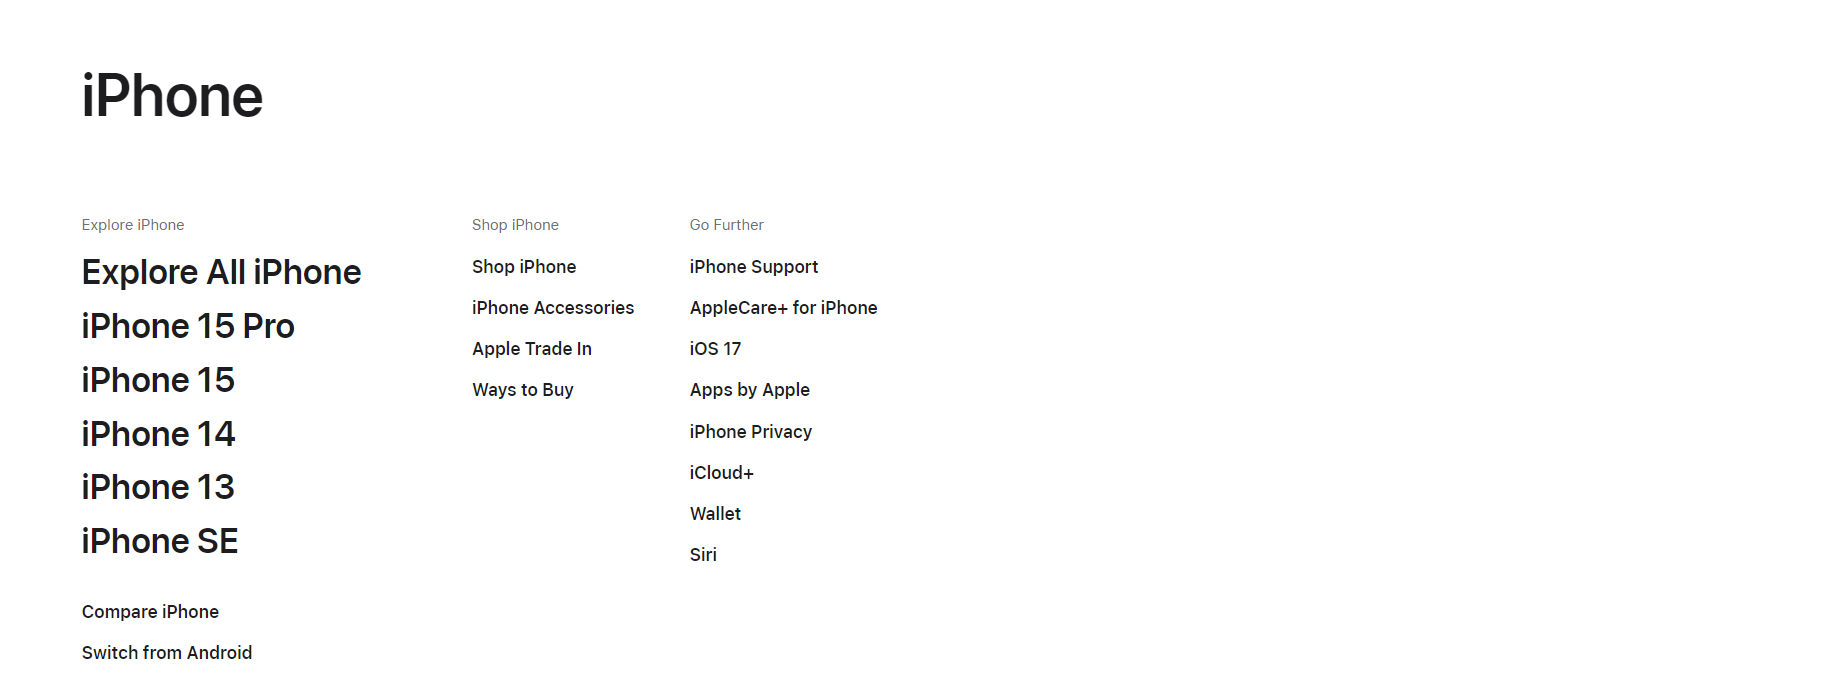 iPhone
Explore iPhone
Explore All iPhone
iPhone 15 Pro
iPhone 15
iPhone 14
iPhone 13
iPhone SE
Compare iPhone
Switch from Android
Shop iPhone
Shop iPhone
iPhone Accessories
Apple Trade In
Ways to Buy
Go Further
iPhone Support
AppleCare+ for iPhone
iOS 17
Apps by Apple
iPhone Privacy
iCloud+
Wallet
Siri